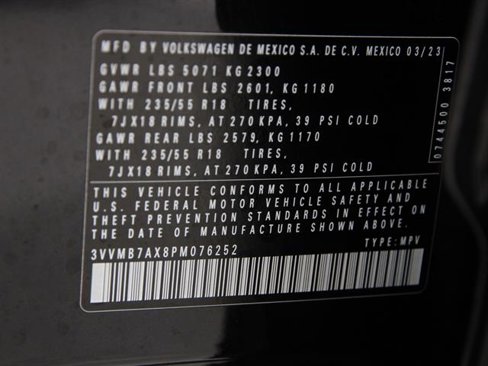 MFD BY VOLKSWAGEN DE MEXICO S.A. DE C.V. MEXICO 03/23
GVWR LBS 5071 KG 2300
GAWR FRONT LBS 2601, KG 1180
WITH 235/55 R18 TIRES,
7JX18 RIMS, AT 270 KPA, 39 PSI COLD
GAWR REAR LBS 2579, KG 1170
WITH 235/55 R18 TIRES,
7JX18 RIMS, AT 270 KPA, 39 PSI COLD
THIS VEHICLE CONFORMS TO ALL APPLICABLE
U.S. FEDERAL MOTOR VEHICLE SAFETY AND
THEFT PREVENTION STANDARDS IN EFFECT ON
THE DATE OF MANUFACTURE SHOWN ABOVE.
3VVMB7AX8PM076252 TYPE: MPV
0744500 3817